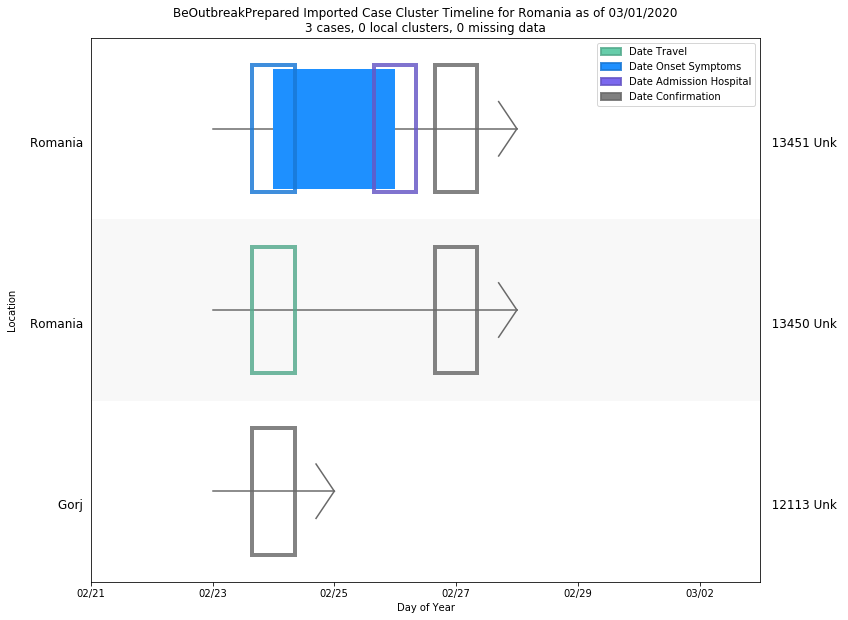 BeOutbreakPrepared Imported Case Cluster Timeline for Romania as of 03/01/2020
3 cases, 0 local clusters, 0 missing data
Date Travel
Date Onset Symptoms
Date Admission Hospital
Date Confirmation
Romania
13451 Unk
Romania
13450 Unk
Location
Gorj
12113 Unk
02/21
02/23
02/25
02/27
02/29
03/02
Day of Year